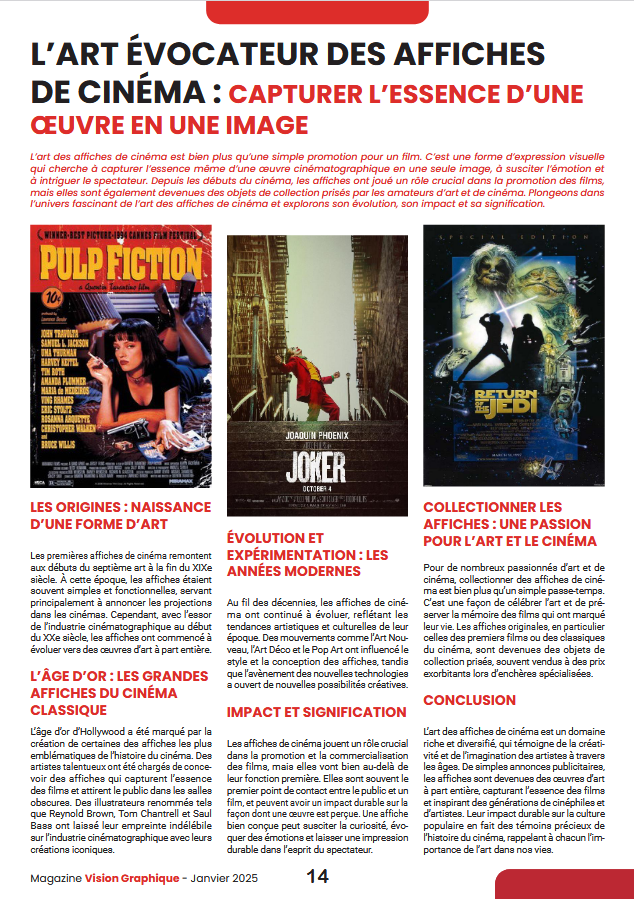 L'ART ÉVOCATEUR DES AFFICHES
DE CINÉMA : CAPTURER L'ESSENCE D'UNE
ŒUVRE EN UNE IMAGE
L'art des affiches de cinéma est bien plus qu'une simple promotion pour un film. C'est une forme d'expression visuelle
qui cherche à capturer l'essence même d'une œuvre cinématographique en une seule image, à susciter l'émotion et
à intriguer le spectateur. Depuis les débuts du cinéma, les affiches ont joué un rôle crucial dans la promotion des films,
mais elles sont également devenues des objets de collection prisés par les amateurs d'art et de cinéma. Plongeons dans
l'univers fascinant de l'art des affiches de cinéma et explorons son évolution, son impact et sa signification.
WINNER-BEST PICTURE-1994 CANNES FILM FESTIVAL
PULP FICTION
a Quentin Tarantino film
10¢
JOHN TRAVOLTA
SAMUEL L. JACKSON
UMA THURMAN
HARVEY KEITEL
TIM ROTH
AMANDA PLUMMER
MARIA de MEDEIROS
VING RHAMES
ERIC STOLTZ
ROSANNA ARQUETTE
CHRISTOPHER WALKEN
and
BRUCE WILLIS
MIRAMAX
LES ORIGINES : NAISSANCE
D'UNE FORME D'ART
Les premières affiches de cinéma remontent
aux débuts du septième art à la fin du XIXe
siècle. À cette époque, les affiches étaient
souvent simples et fonctionnelles, servant
principalement à annoncer les projections
dans les cinémas. Cependant, avec l'essor
de l'industrie cinématographique au début
du XXe siècle, les affiches ont commencé à
évoluer vers des œuvres d'art à part entière.
L'ÂGE D'OR : LES GRANDES
AFFICHES DU CINÉMA
CLASSIQUE
L'âge d'or d'Hollywood a été marqué par la
création de certaines des affiches les plus
emblématiques de l'histoire du cinéma. Des
artistes talentueux ont été chargés de conce-
voir des affiches qui capturent l'essence
des films et attirent le public dans les salles
obscures. Des illustrateurs renommés tels
que Reynold Brown, Tom Chantrell et Saul
Bass ont laissé leur empreinte indélébile
sur l'industrie cinématographique avec leurs
créations iconiques.
JOAQUIN PHOENIX
JOKER
OCTOBER 4
ÉVOLUTION ET
EXPÉRIMENTATION : LES
ANNÉES MODERNES
Au fil des décennies, les affiches de ciné-
ma ont continué à évoluer, reflétant les
tendances artistiques et culturelles de leur
époque. Des mouvements comme l'Art Nou-
veau, l'Art Déco et le Pop Art ont influencé le
style et la conception des affiches, tandis
que l'avènement des nouvelles technologies
a ouvert de nouvelles possibilités créatives.
IMPACT ET SIGNIFICATION
Les affiches de cinéma jouent un rôle crucial
dans la promotion et la commercialisation
des films, mais elles vont bien au-delà de
leur fonction première. Elles sont souvent le
premier point de contact entre le public et un
film, et peuvent avoir un impact durable sur la
façon dont une œuvre est perçue. Une affiche
bien conçue peut susciter la curiosité, évo-
quer des émotions et laisser une impression
durable dans l'esprit du spectateur.
SPECIAL EDITION
RETURN
OF THE JEDI
COLLECTIONNER LES
AFFICHES : UNE PASSION
POUR L'ART ET LE CINÉMA
Pour de nombreux passionnés d'art et de
cinéma, collectionner des affiches de ciné-
ma est bien plus qu'un simple passe-temps.
C'est une façon de célébrer l'art et de pré-
server la mémoire des films qui ont marqué
leur vie. Les affiches originales, en particulier
celles des premiers films ou des classiques
du cinéma, sont devenues des objets de
collection prisés, souvent vendus à des prix
exorbitants lors d'enchères spécialisées.
CONCLUSION
L'art des affiches de cinéma est un domaine
riche et diversifié, qui témoigne de la créati-
vité et de l'imagination des artistes à travers
les âges. De simples annonces publicitaires,
les affiches sont devenues des œuvres d'art
à part entière, capturant l'essence des films
et inspirant des générations de cinéphiles et
d'artistes. Leur impact durable sur la culture
populaire en fait des témoins précieux de
l'histoire du cinéma, rappelant à chacun l'im-
portance de l'art dans nos vies.
Magazine Vision Graphique - Janvier 2025
14